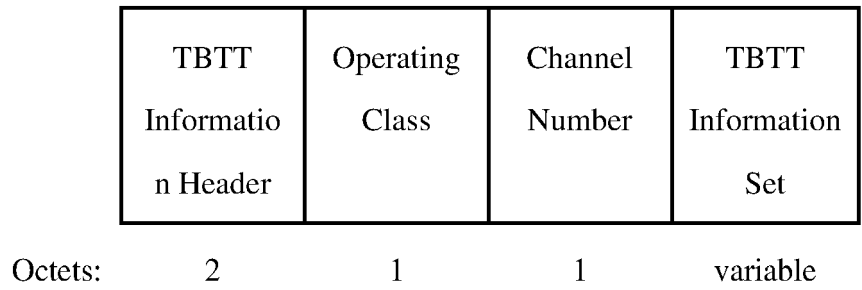 TBTT Informatio n Header
Operating Class
Channel Number
TBTT Information Set
Octets: 2 1 1 variable